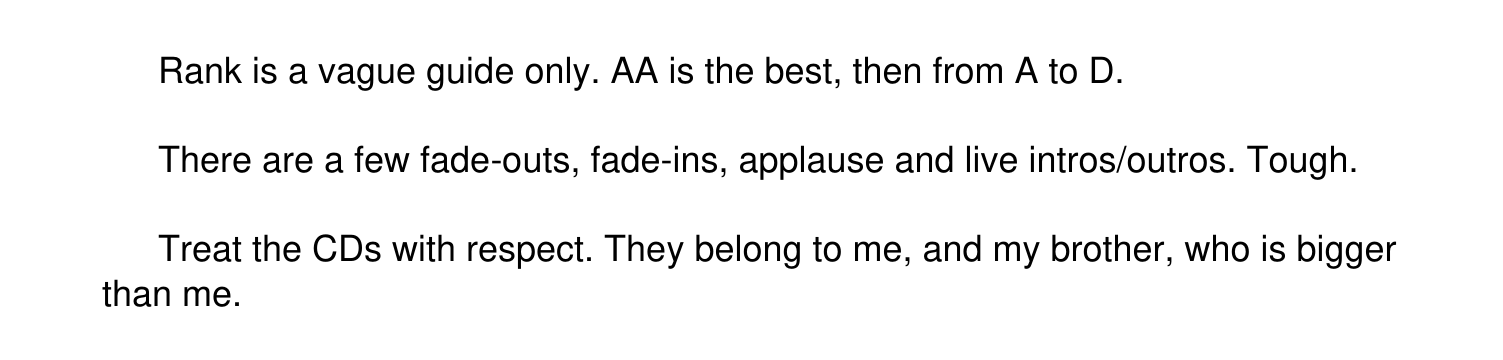 Rank is a vague guide only. AA is the best, then from A to D.
There are a few fade-outs, fade-ins, applause and live intros/outros. Tough.
Treat the CDs with respect. They belong to me, and my brother, who is bigger
than me.